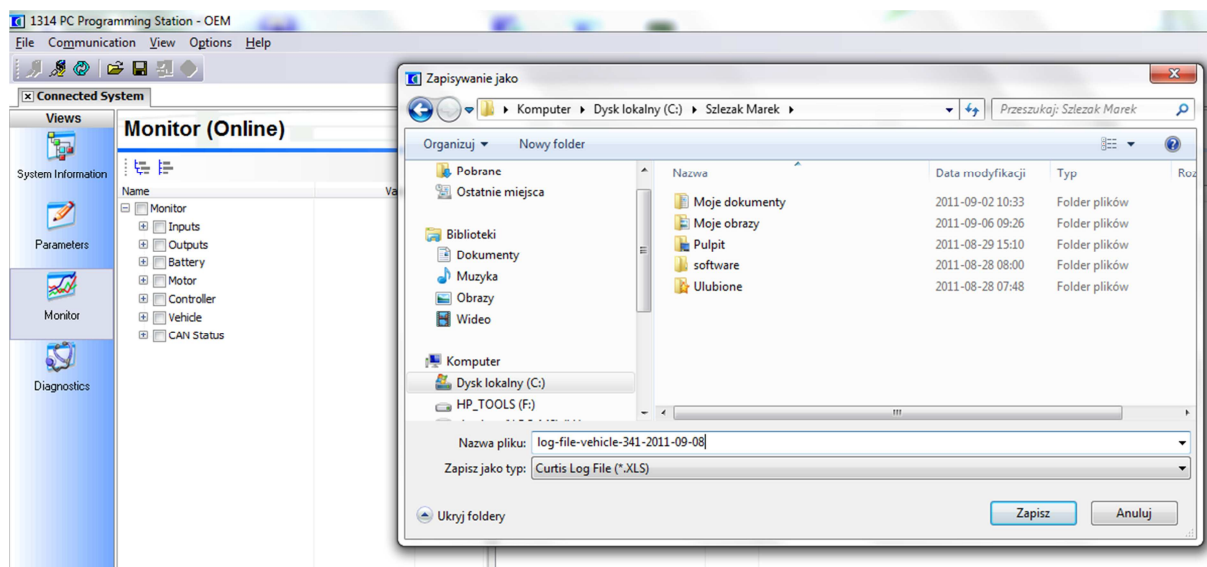 1314 PC Programming Station - OEM
File Communication View Options Help
Connected System
Views
System Information
Parameters
Monitor
Diagnostics
Monitor (Online)
Name Va
Monitor
Inputs
Outputs
Battery
Motor
Controller
Vehicle
CAN Status
Zapisywanie jako
Komputer Dysk lokalny (C:) Szlezak Marek
Przeszukaj: Szlezak Marek
Organizuj Nowy folder
Pobrane
Ostatnie miejsca
Biblioteki
Dokumenty
Muzyka
Obrazy
Wideo
Komputer
Dysk lokalny (C:)
HP_TOOLS (F:)
Nazwa Data modyfikacji Typ Roz
Moje dokumenty 2011-09-02 10:33 Folder plików
Moje obrazy 2011-09-06 09:26 Folder plików
Pulpit 2011-08-29 15:10 Folder plików
software 2011-08-28 08:00 Folder plików
Ulubione 2011-08-28 07:48 Folder plików
Nazwa pliku: log-file-vehicle-341-2011-09-08
Zapisz jako typ: Curtis Log File (*.XLS)
Ukryj foldery
Zapisz Anuluj